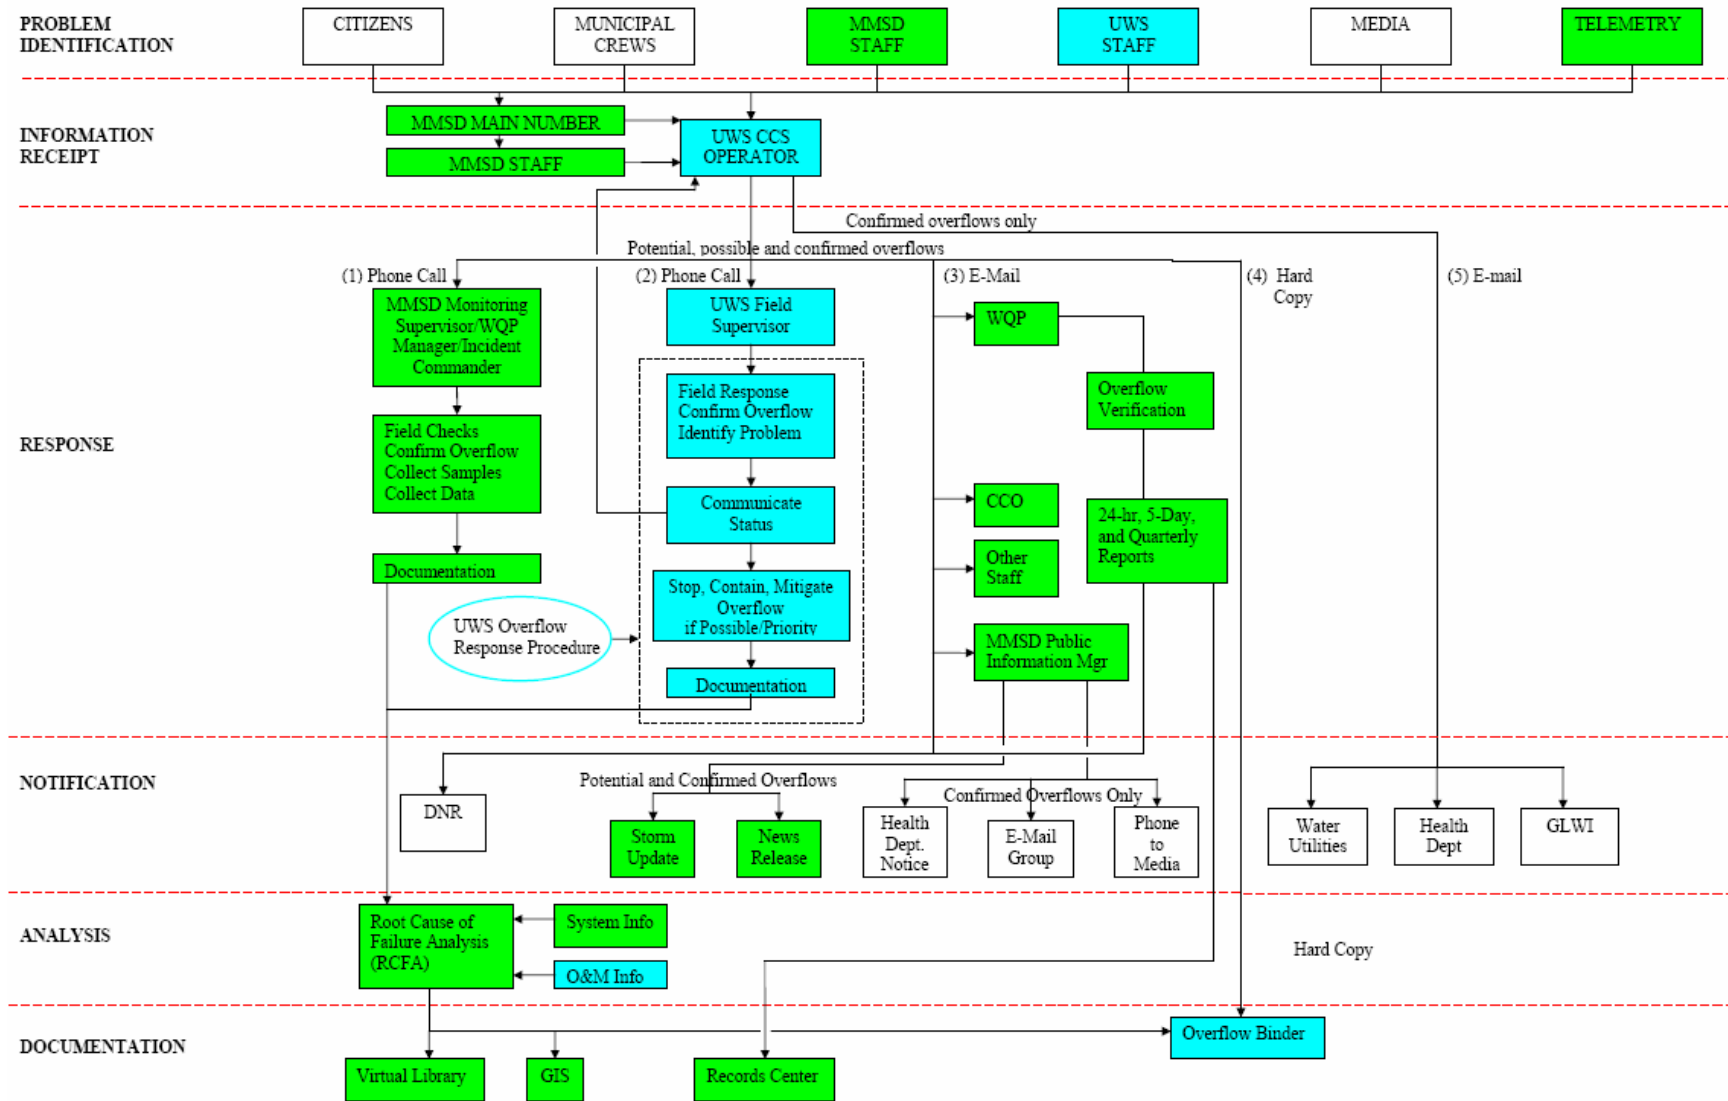 PROBLEM
IDENTIFICATION
CITIZENS
MUNICIPAL
CREWS
MMSD
STAFF
UWS
STAFF
MEDIA
TELEMETRY
INFORMATION
RECEIPT
MMSD MAIN NUMBER
MMSD STAFF
UWS CCS
OPERATOR
Confirmed overflows only
Potential, possible and confirmed overflows
(1) Phone Call
(2) Phone Call
(3) E-Mail
(4) Hard
Copy
(5) E-mail
RESPONSE
MMSD Monitoring
Supervisor/WQP
Manager/Incident
Commander
Field Checks
Confirm Overflow
Collect Samples
Collect Data
Documentation
UWS Overflow
Response Procedure
UWS Field
Supervisor
Field Response
Confirm Overflow
Identify Problem
Communicate
Status
Stop, Contain, Mitigate
Overflow
if Possible/Priority
Documentation
WQP
Overflow
Verification
CCO
Other
Staff
24-hr, 5-Day,
and Quarterly
Reports
MMSD Public
Information Mgr
NOTIFICATION
DNR
Potential and Confirmed Overflows
Storm
Update
News
Release
Confirmed Overflows Only
Health
Dept.
Notice
E-Mail
Group
Phone
to
Media
Water
Utilities
Health
Dept
GLWI
ANALYSIS
Root Cause of
Failure Analysis
(RCFA)
System Info
O&M Info
Hard Copy
DOCUMENTATION
Virtual Library
GIS
Records Center
Overflow Binder